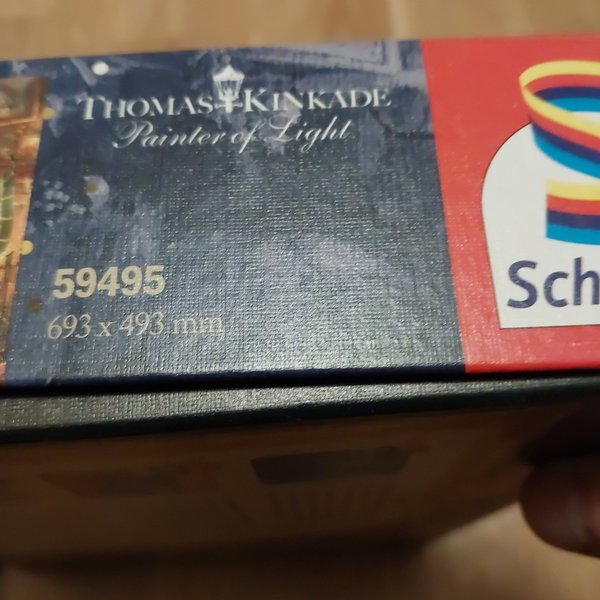 THOMAS KINKADE
Painter of Light
59495
693 x 493 mm
Sch